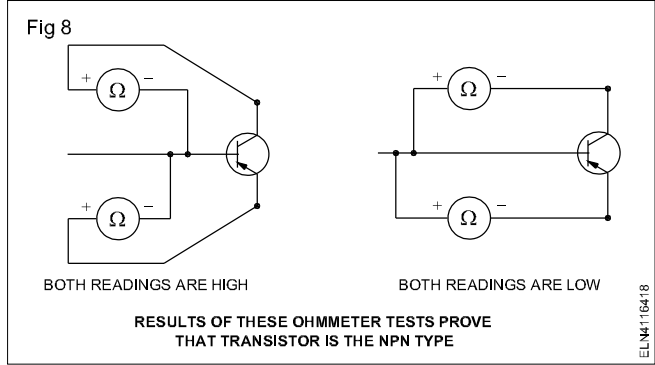 Fig 8
+ Ω −
+ Ω −
BOTH READINGS ARE HIGH
+ Ω −
+ Ω −
BOTH READINGS ARE LOW
RESULTS OF THESE OHMMETER TESTS PROVE
THAT TRANSISTOR IS THE NPN TYPE
ELN4116418